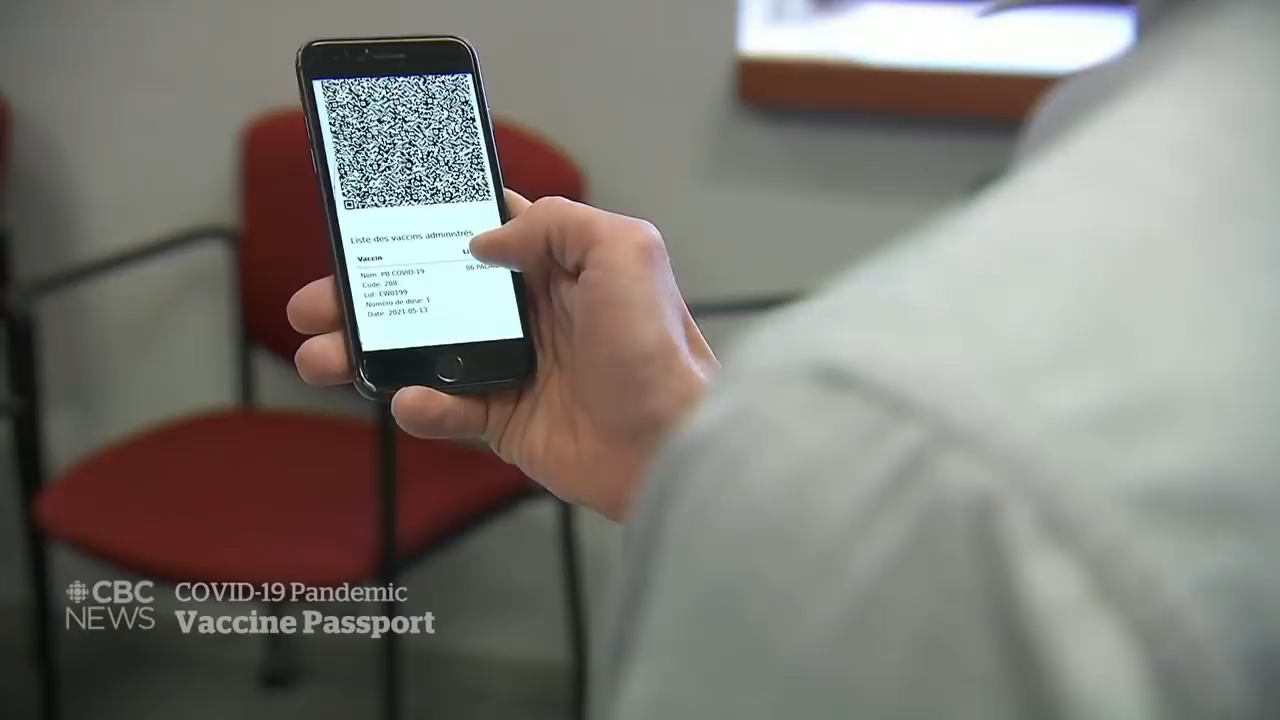 Liste des vaccins administrés
Vaccin
Nom: PB COVID-19
Code: 208
Lot: EW0199
Numéro de dose: 1
Date: 2021-05-13
CBC
NEWS
COVID-19 Pandemic
Vaccine Passport